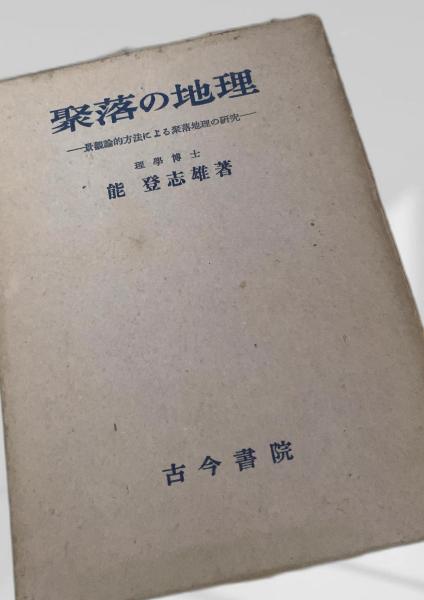 聚落の地理
―景觀論的方法による聚落地理の硏究―
理學博士
能登志雄著
古今書院